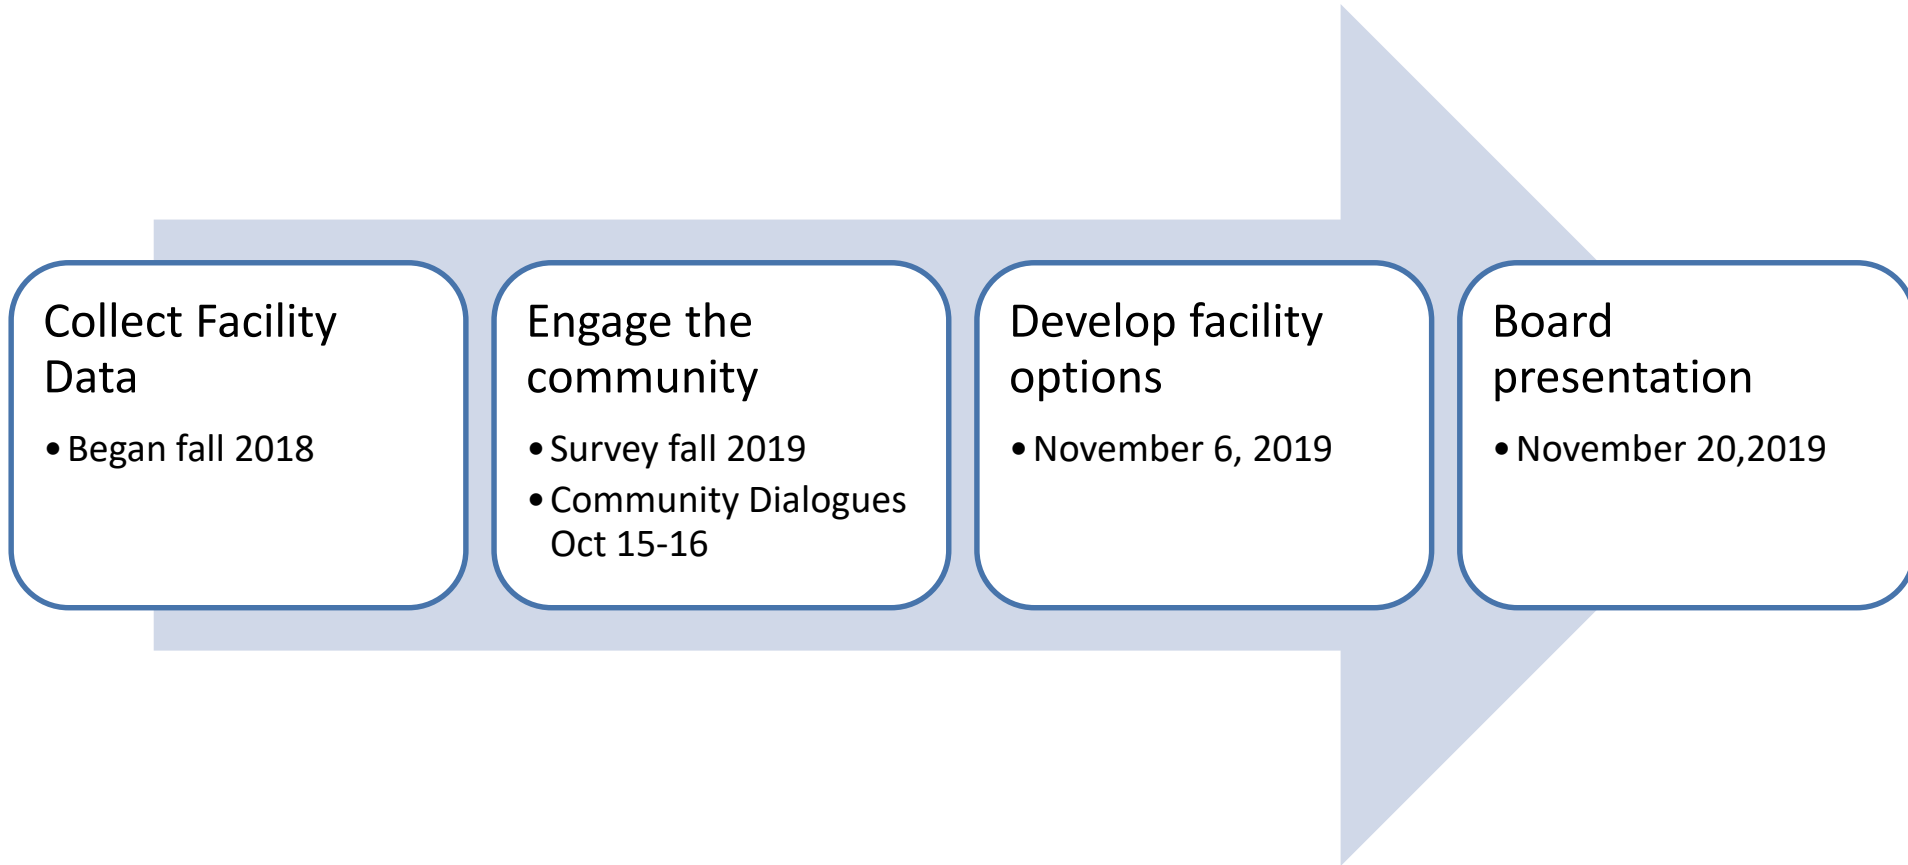 Collect Facility
Data
• Began fall 2018
Engage the
community
• Survey fall 2019
• Community Dialogues
Oct 15-16
Develop facility
options
• November 6, 2019
Board
presentation
• November 20,2019